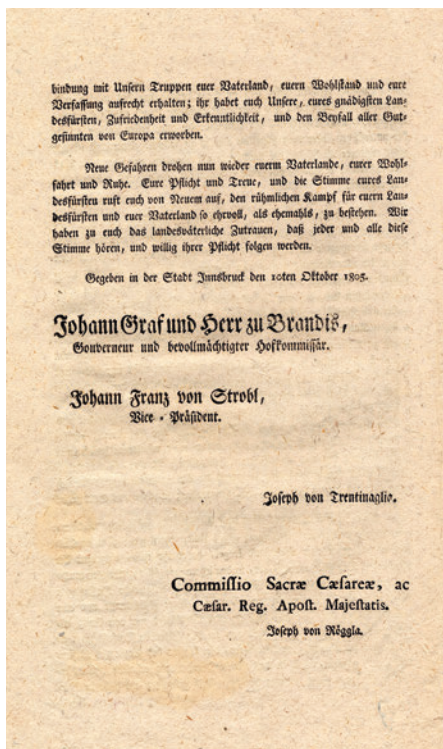 bindung mit Unsern Truppen euer Vaterland, euern Wohlstand und eure
Verfassung aufrecht erhalten; ihr habet euch Unsere, eures gnädigsten Lan-
desfürsten, Zufriedenheit und Erkenntlichkeit, und den Beyfall aller Gut-
gesinnten von Europa erworben.
Neue Gefahren drohen nun wieder euerm Vaterlande, eurer Wohl-
fahrt und Ruhe. Eure Pflicht und Treue, und die Stimme eures Lan-
desfürsten ruft euch von Neuem auf, den rühmlichen Kampf für euern Lan-
desfürsten und euer Vaterland so ehrvoll, als ehemahls, zu bestehen. Wir
haben zu euch das landesväterliche Zutrauen, daß jeder und alle diese
Stimme hören, und willig ihrer Pflicht folgen werden.
Gegeben in der Stadt Innsbruck den 10ten Oktober 1805.
Johann Graf und Herr zu Brandis,
Gouverneur und bevollmächtigter Hofkommissär.
Johann Franz von Strobl,
Vice-Präsident.
Joseph von Trentinaglia.
Commiſſio Sacræ Cæſareæ, ac
Cæſar. Reg. Apoſt. Majeſtatis.
Joseph von Röggla.